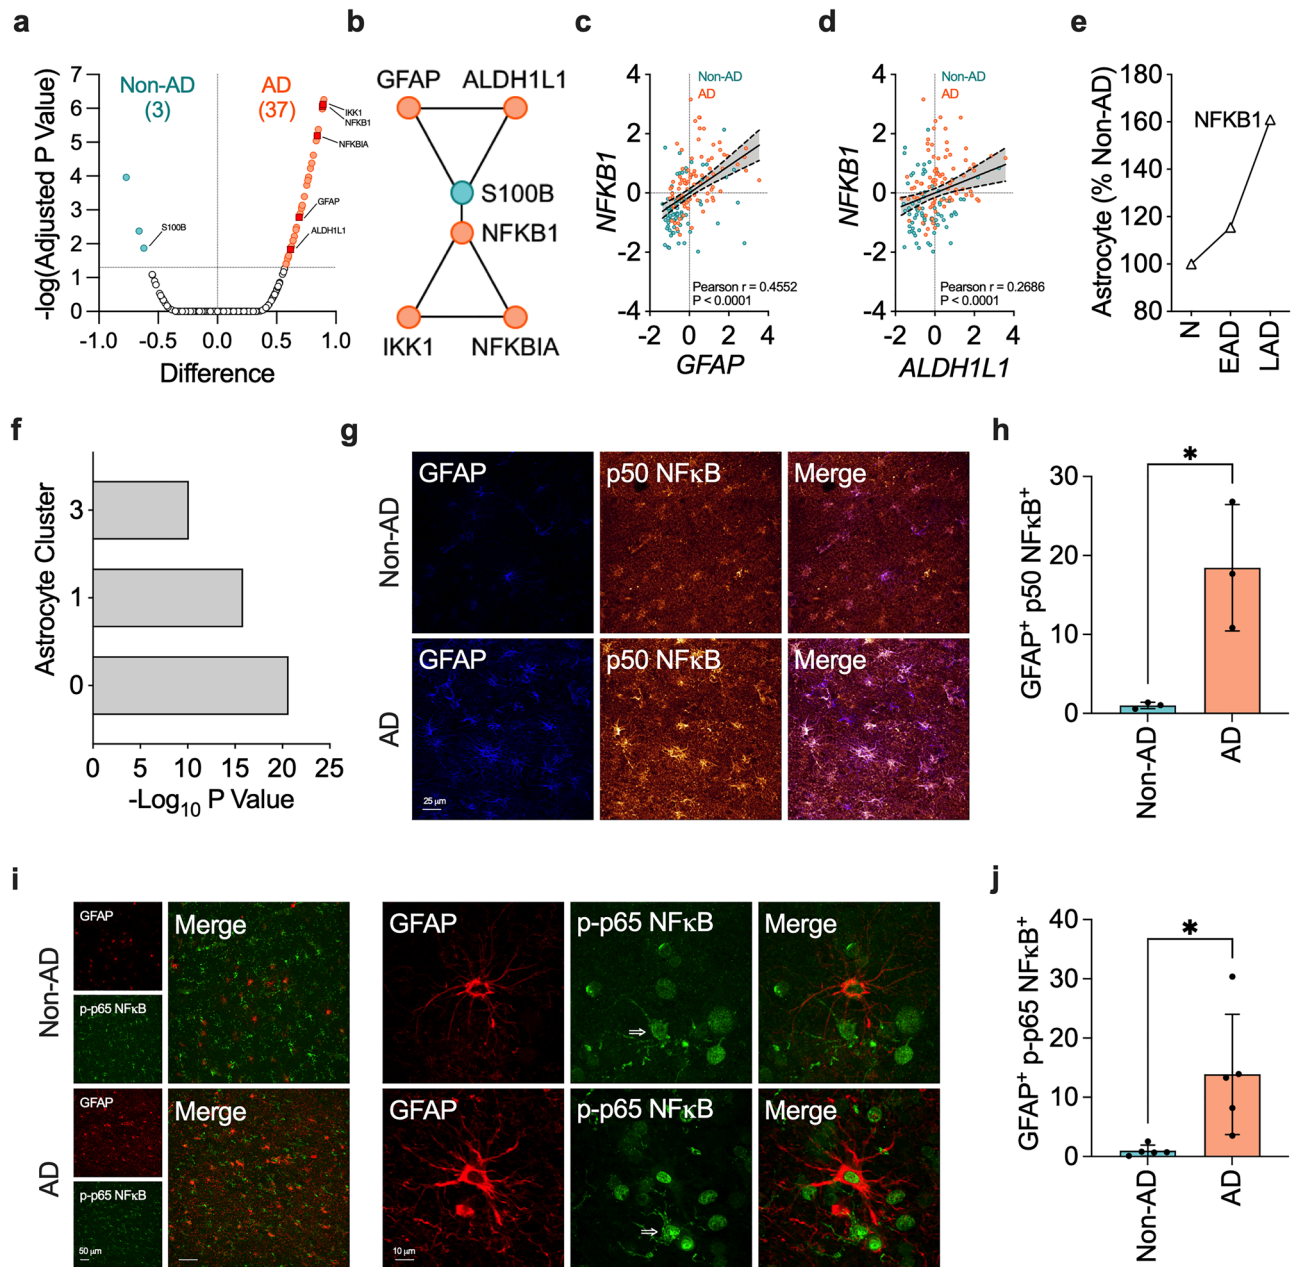 a
-log(Adjusted P Value)
7
6
5
4
3
2
1
0
Non-AD
(3)
AD
(37)
IKK1
NFKB1
NFKBIA
GFAP
ALDH1L1
S100B
-1.0 -0.5 0.0 0.5 1.0
Difference
b
GFAP ALDH1L1
S100B
NFKB1
IKK1 NFKBIA
c
NFKB1
4
2
0
-2
-4
Non-AD
AD
Pearson r = 0.4552
P < 0.0001
-2 0 2 4
GFAP
d
NFKB1
4
2
0
-2
-4
Non-AD
AD
Pearson r = 0.2686
P < 0.0001
-2 0 2 4
ALDH1L1
e
Astrocyte (% Non-AD)
180
160
140
120
100
80
NFKB1
N
EAD
LAD
f
Astrocyte Cluster
3
1
0
0 5 10 15 20 25
-Log10 P Value
g
Non-AD
GFAP
p50 NFκB
Merge
AD
GFAP
p50 NFκB
Merge
25 μm
h
GFAP+ p50 NFκB+
30
20
10
0
*
Non-AD
AD
i
Non-AD
GFAP
p-p65 NFκB
Merge
GFAP
p-p65 NFκB
Merge
AD
GFAP
p-p65 NFκB
50 μm
Merge
GFAP
10 μm
p-p65 NFκB
Merge
j
GFAP+ p-p65 NFκB+
40
30
20
10
0
*
Non-AD
AD